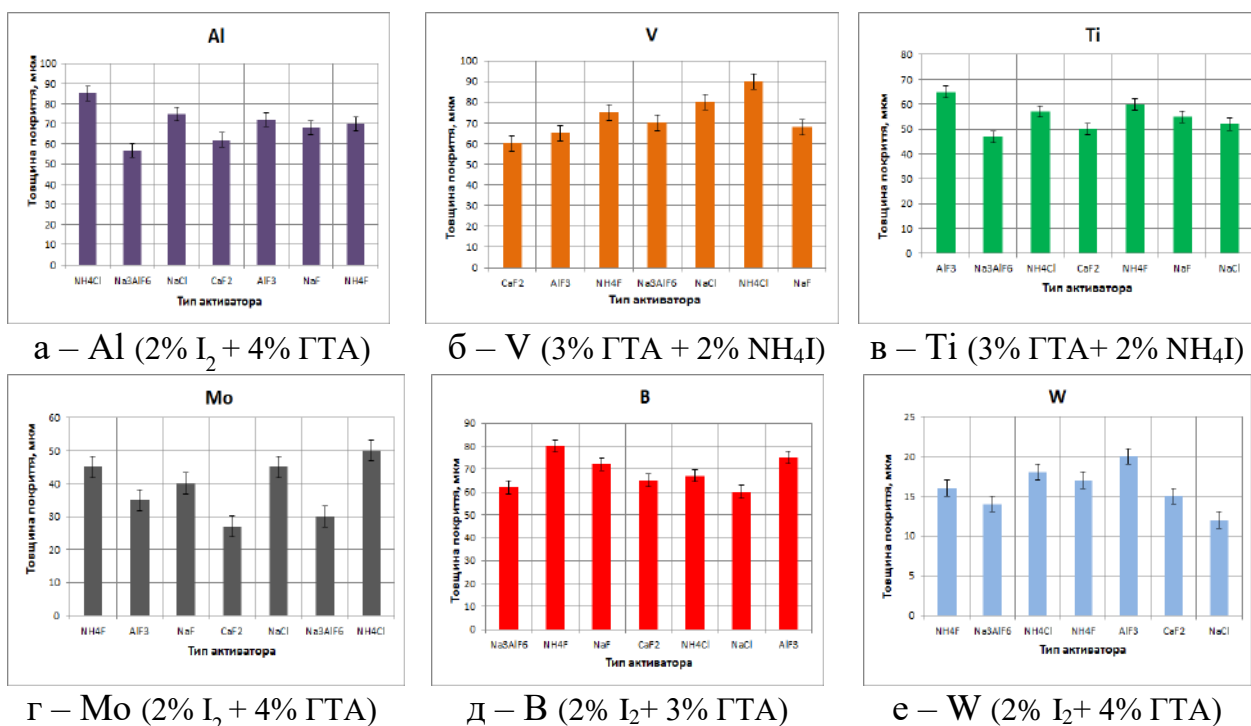 Al
Товщина покриття, мкм
100
90
80
70
60
50
40
30
20
10
0
NH4Cl Na3AlF6 NaCl CaF2 AlF3 NaF NH4F
Тип активатора
а – Al (2% I₂ + 4% ГТА)
V
Товщина покриття, мкм
100
90
80
70
60
50
40
30
20
10
0
CaF2 AlF3 NH4F Na3AlF6 NaCl NH4Cl NaF
Тип активатора
б – V (3% ГТА + 2% NH₄I)
Ti
Товщина покриття, мкм
80
70
60
50
40
30
20
10
0
AlF3 Na3AlF6 NH4Cl CaF2 NH4F NaF NaCl
Тип активатора
в – Ti (3% ГТА+ 2% NH₄I)
Mo
Товщина покриття, мкм
60
50
40
30
20
10
0
NH4F AlF3 NaF CaF2 NaCl Na3AlF6 NH4Cl
Тип активатора
г – Mo (2% I₂ + 4% ГТА)
B
Товщина покриття, мкм
90
80
70
60
50
40
30
20
10
0
Na3AlF6 NH4F NaF CaF2 NH4Cl NaCl AlF3
Тип активатора
д – B (2% I₂+ 3% ГТА)
W
Товщина покриття, мкм
25
20
15
10
5
0
NH4F Na3AlF6 NH4Cl NH4F AlF3 CaF2 NaCl
Тип активатора
е – W (2% I₂+ 4% ГТА)